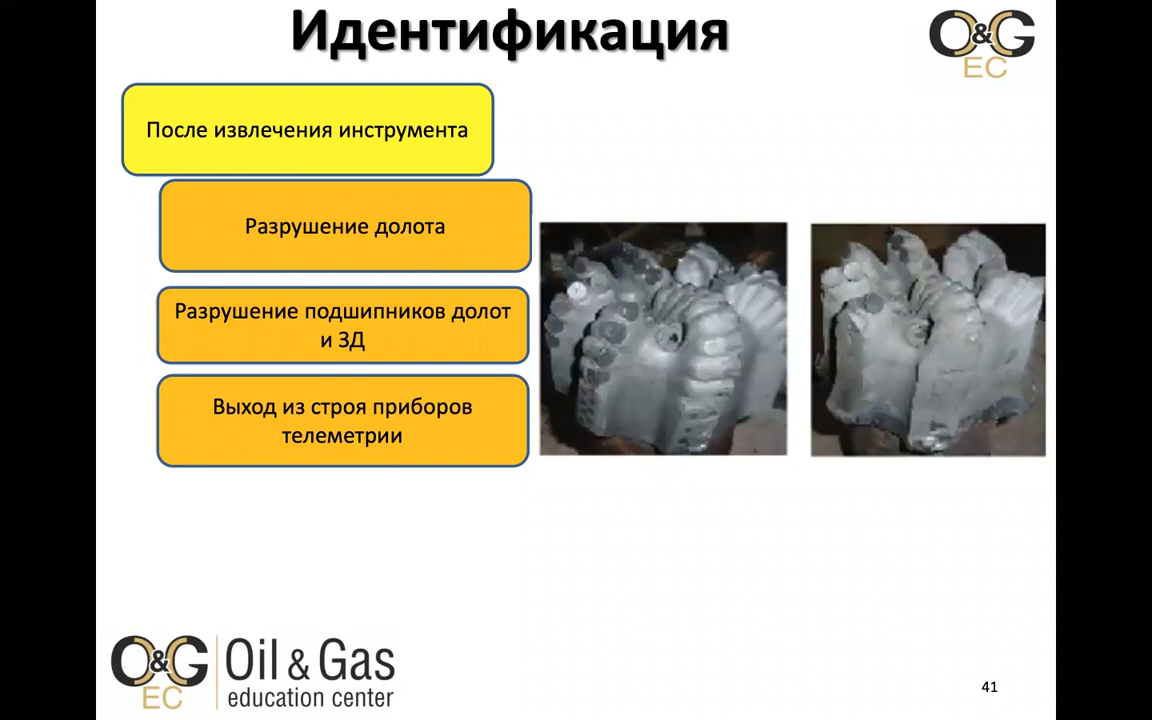 Идентификация
O&G
EC
После извлечения инструмента
Разрушение долота
Разрушение подшипников долот
и ЗД
Выход из строя приборов
телеметрии
O&G
EC
Oil & Gas
education center
41